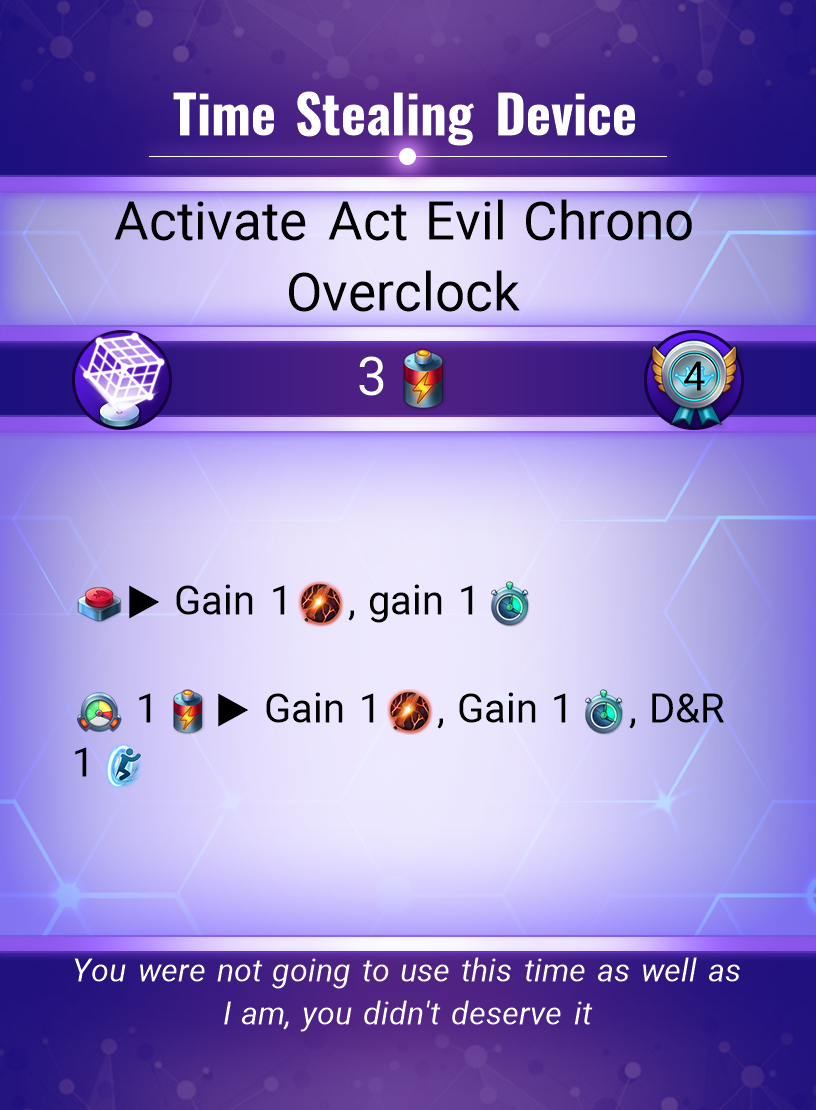 Time Stealing Device
Activate Act Evil Chrono
Overclock
3
4
▶ Gain 1, gain 1
1 ▶ Gain 1, Gain 1, D&R
1
You were not going to use this time as well as
I am, you didn't deserve it